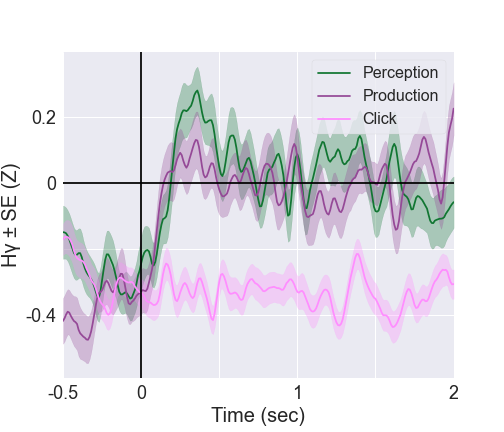 Perception
Production
Click
0.2
0
-0.4
Hγ ± SE (Z)
-0.5
0
1
2
Time (sec)